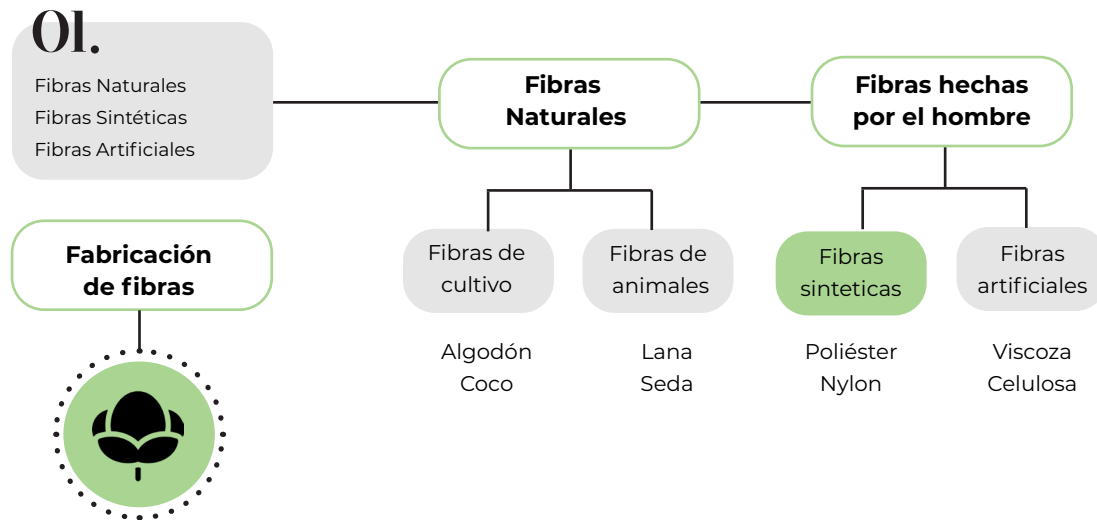 01.
Fibras Naturales
Fibras Sintéticas
Fibras Artificiales
Fabricación
de fibras
Fibras
Naturales
Fibras hechas
por el hombre
Fibras de
cultivo
Fibras de
animales
Fibras
sinteticas
Fibras
artificiales
Algodón
Coco
Lana
Seda
Poliéster
Nylon
Viscoza
Celulosa